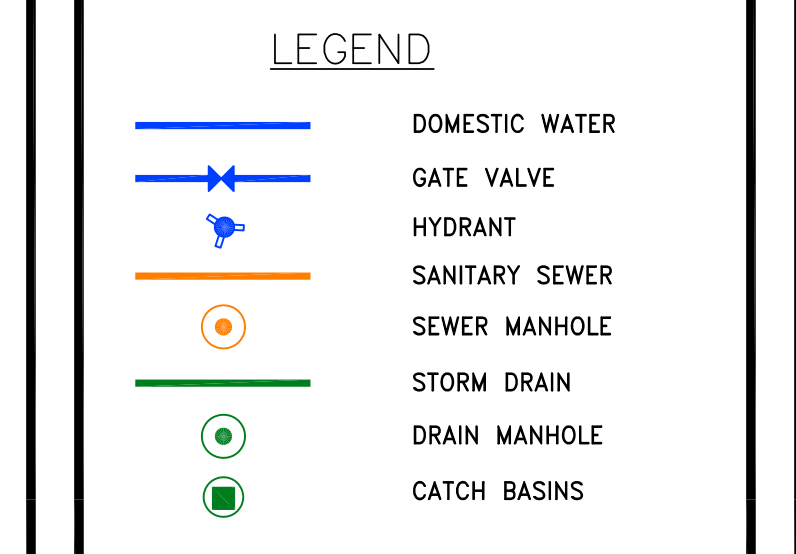 LEGEND
DOMESTIC WATER
GATE VALVE
HYDRANT
SANITARY SEWER
SEWER MANHOLE
STORM DRAIN
DRAIN MANHOLE
CATCH BASINS